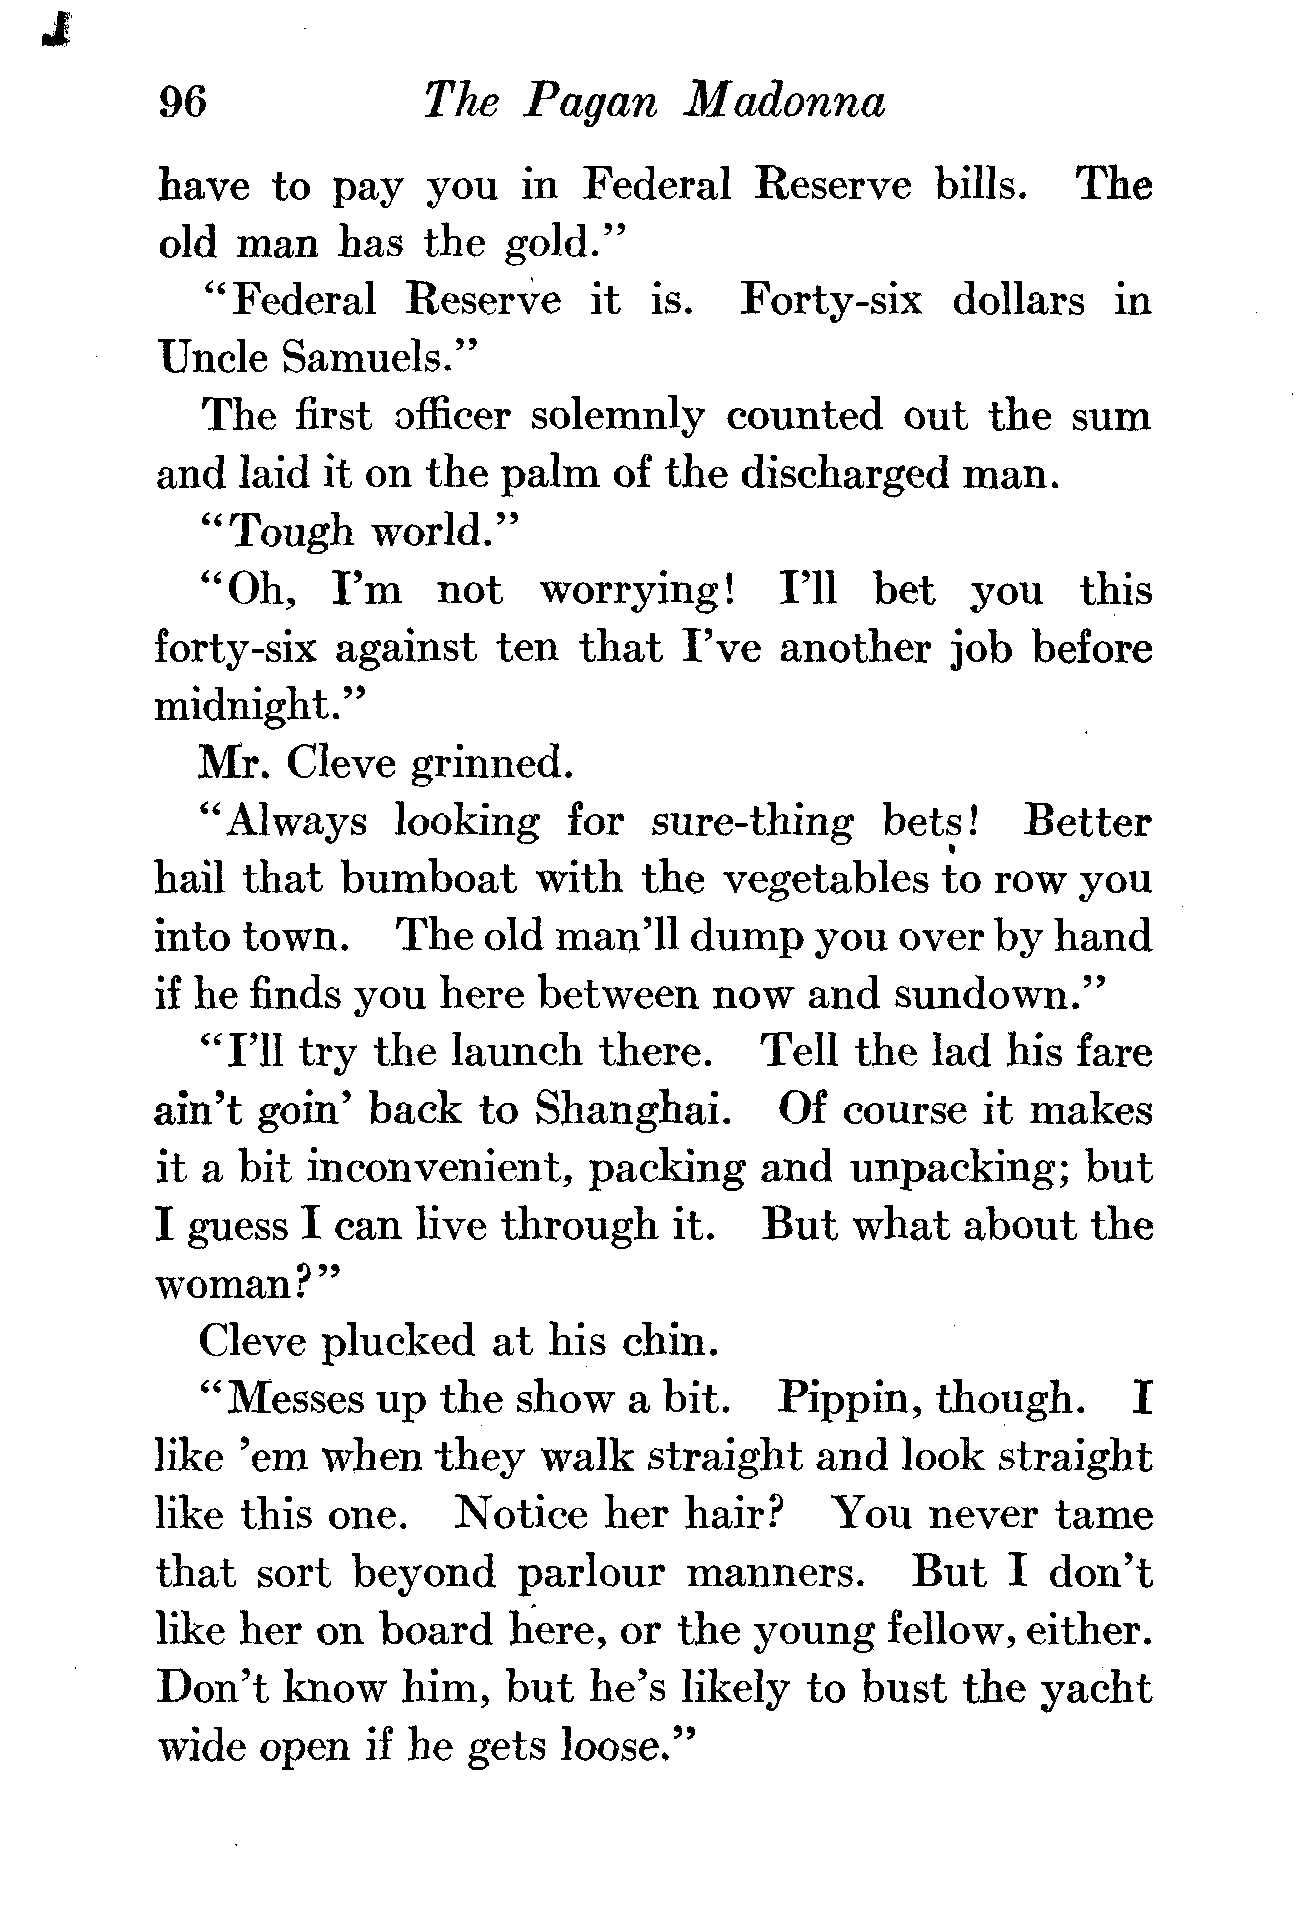 96 The Pagan Madonna
have to pay you in Federal Reserve bills. The
old man has the gold.”
“Federal Reserve it is. Forty-six dollars in
Uncle Samuels.”
The first officer solemnly counted out the sum
and laid it on the palm of the discharged man.
“Tough world.”
“Oh, I’m not worrying! I’ll bet you this
forty-six against ten that I’ve another job before
midnight.”
Mr. Cleve grinned.
“Always looking for sure-thing bets! Better
hail that bumboat with the vegetables to row you
into town. The old man’ll dump you over by hand
if he finds you here between now and sundown.”
“I’ll try the launch there. Tell the lad his fare
ain’t goin’ back to Shanghai. Of course it makes
it a bit inconvenient, packing and unpacking; but
I guess I can live through it. But what about the
woman?”
Cleve plucked at his chin.
“Messes up the show a bit. Pippin, though. I
like ’em when they walk straight and look straight
like this one. Notice her hair? You never tame
that sort beyond parlour manners. But I don’t
like her on board here, or the young fellow, either.
Don’t know him, but he’s likely to bust the yacht
wide open if he gets loose.”